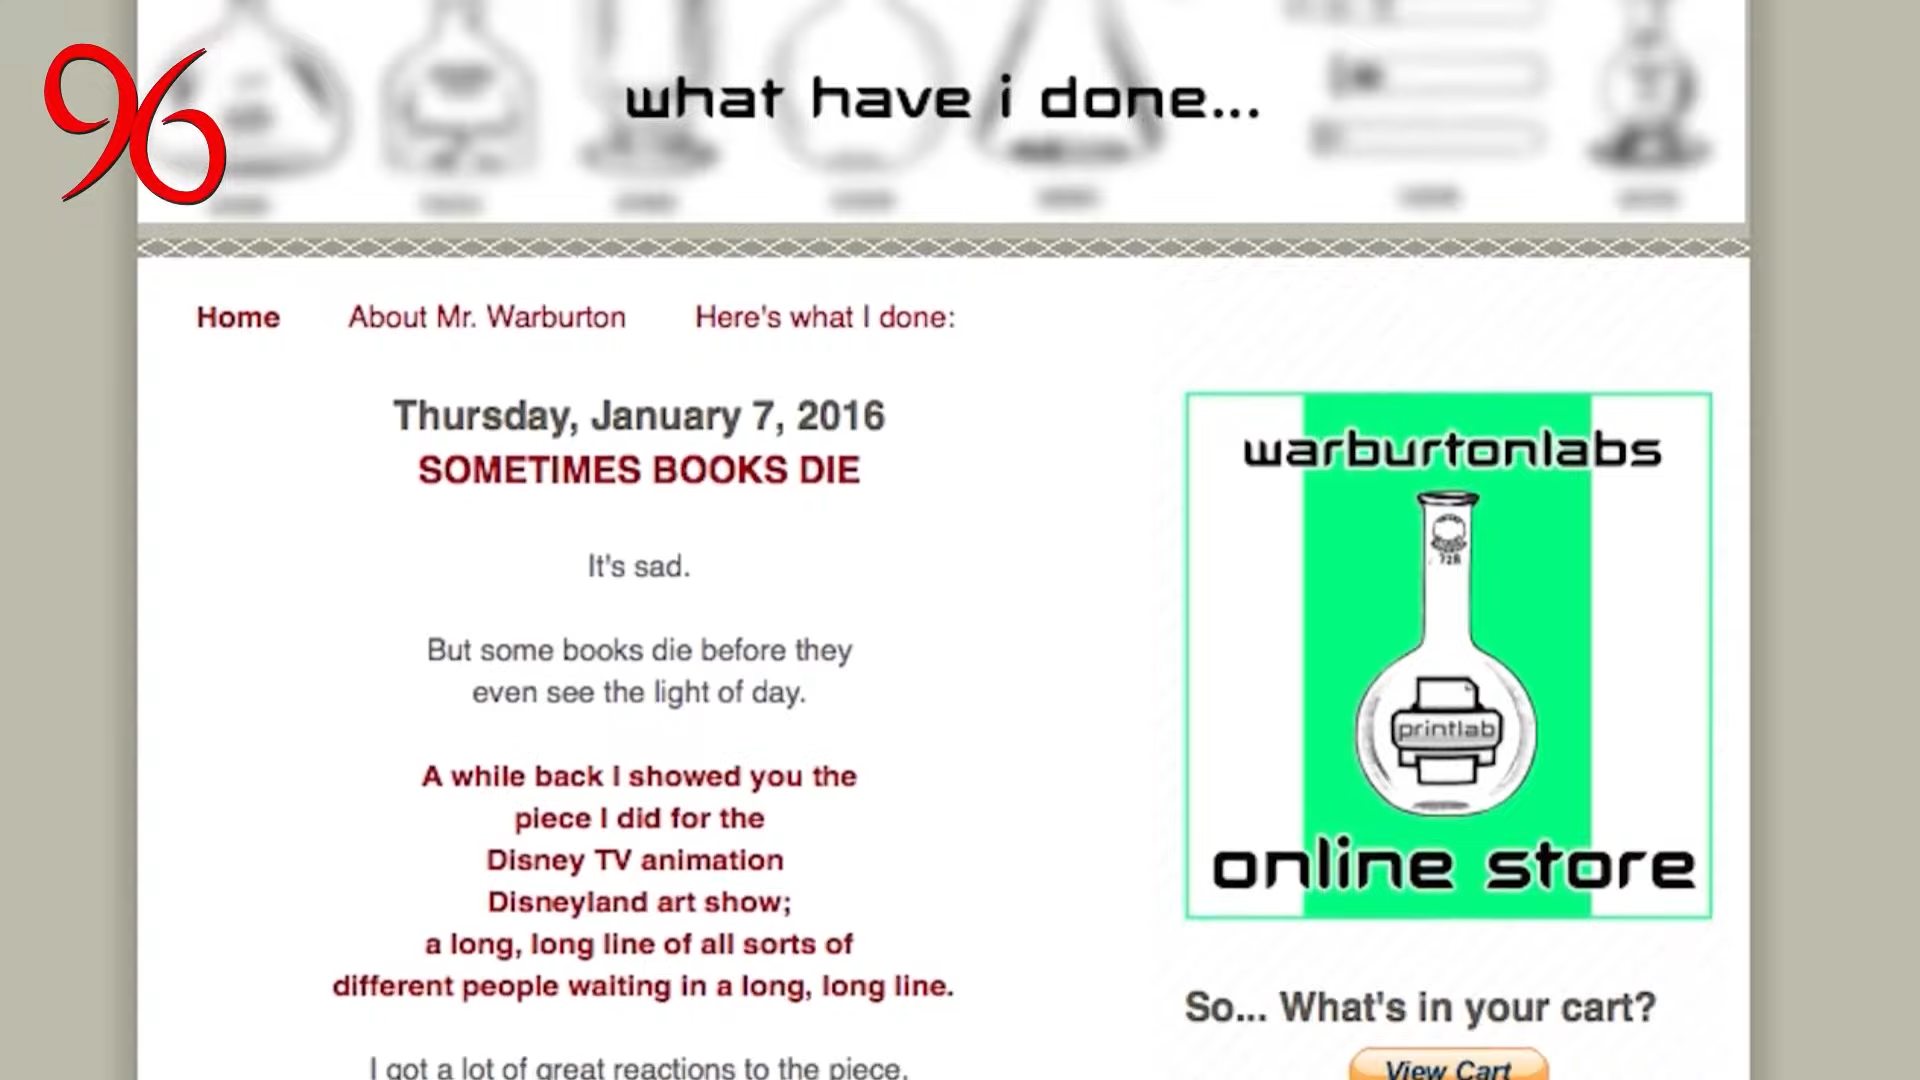 96
what have i done...
Home About Mr. Warburton Here's what I done:
Thursday, January 7, 2016
SOMETIMES BOOKS DIE
It's sad.
But some books die before they
even see the light of day.
A while back I showed you the
piece I did for the
Disney TV animation
Disneyland art show;
a long, long line of all sorts of
different people waiting in a long, long line.
I got a lot of great reactions to the piece.
warburtonlabs
728
printlab
online store
So... What's in your cart?
View Cart